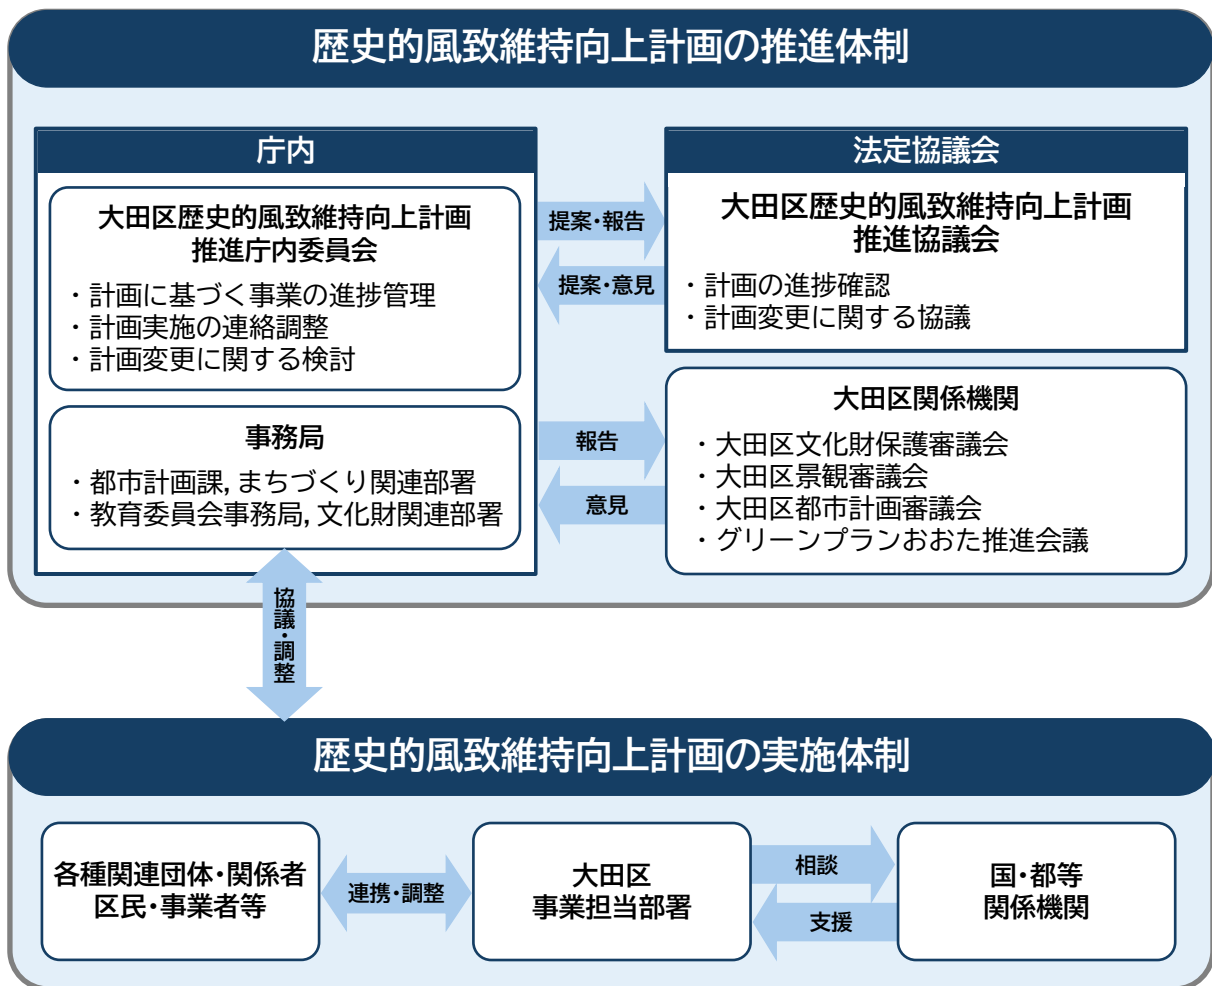 歴史的風致維持向上計画の推進体制
庁内
大田区歴史的風致維持向上計画
推進庁内委員会
・計画に基づく事業の進捗管理
・計画実施の連絡調整
・計画変更に関する検討
事務局
・都市計画課,まちづくり関連部署
・教育委員会事務局,文化財関連部署
提案・報告
提案・意見
報告
意見
法定協議会
大田区歴史的風致維持向上計画
推進協議会
・計画の進捗確認
・計画変更に関する協議
大田区関係機関
・大田区文化財保護審議会
・大田区景観審議会
・大田区都市計画審議会
・グリーンプランおおた推進会議
協議・調整
歴史的風致維持向上計画の実施体制
各種関連団体・関係者
区民・事業者等
連携・調整
大田区
事業担当部署
相談
支援
国・都等
関係機関